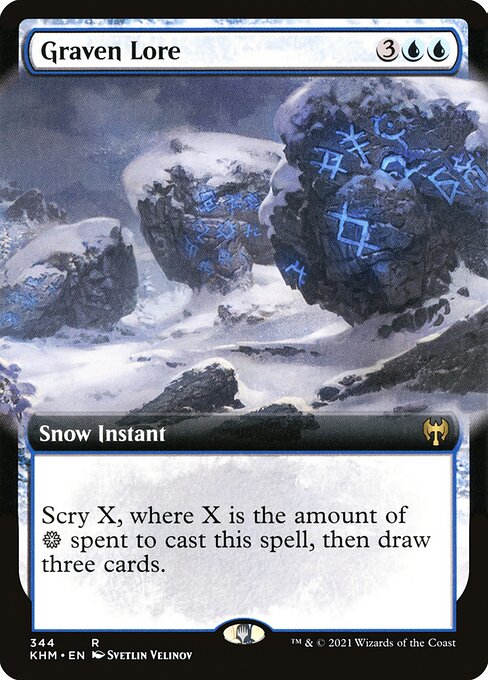 Graven Lore 3
Snow Instant
Scry X, where X is the amount of
spent to cast this spell, then draw
three cards.
344 R
KHM • EN Svetlin Velinov ™ & © 2021 Wizards of the Coast